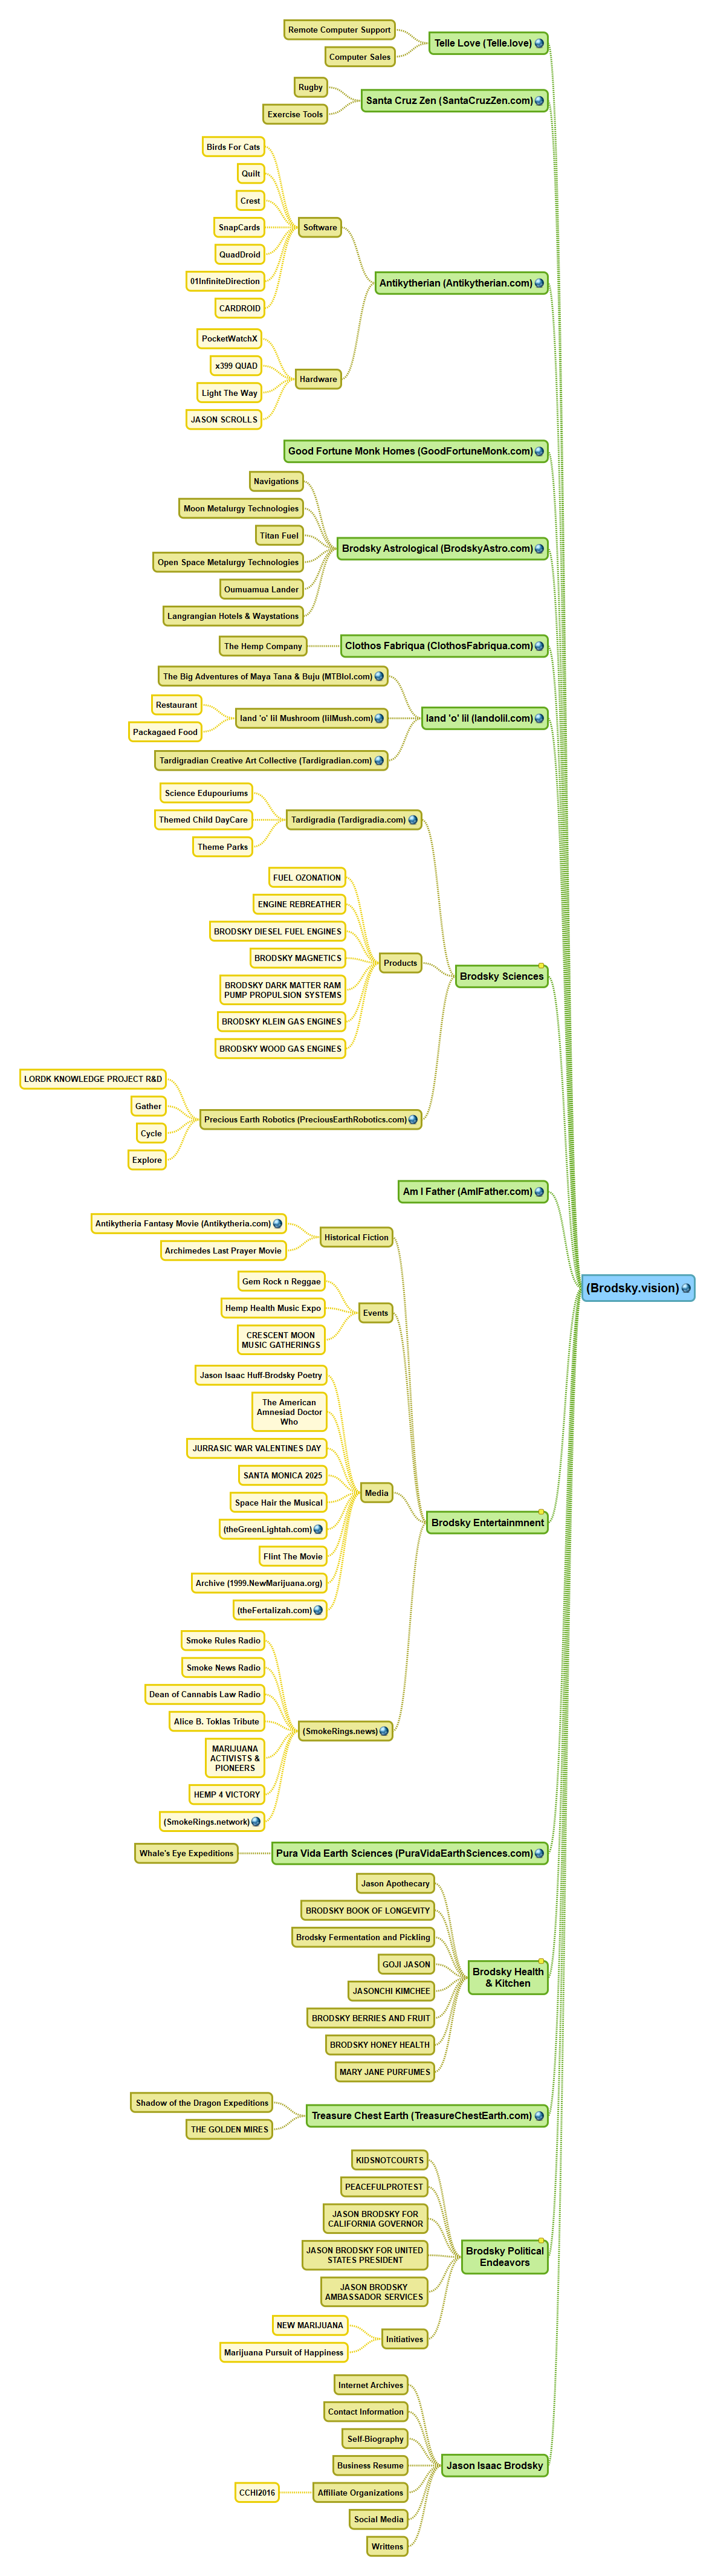 Remote Computer Support
Telle Love (Telle.love)
Computer Sales
Rugby
Santa Cruz Zen (SantaCruzZen.com)
Exercise Tools
Birds For Cats
Quilt
Crest
SnapCards
Software
QuadDroid
01InfiniteDirection
Antikytherian (Antikytherian.com)
CARDROID
PocketWatchX
x399 QUAD
Hardware
Light The Way
JASON SCROLLS
Good Fortune Monk Homes (GoodFortuneMonk.com)
Navigations
Moon Metalurgy Technologies
Titan Fuel
Brodsky Astrological (BrodskyAstro.com)
Open Space Metalurgy Technologies
Oumuamua Lander
Langrangian Hotels & Waystations
The Hemp Company
Clothos Fabriqua (ClothosFabriqua.com)
The Big Adventures of Maya Tana & Buju (MTBlol.com)
Restaurant
land 'o' lil Mushroom (lilMush.com)
land 'o' lil (landolil.com)
Packagaed Food
Tardigradian Creative Art Collective (Tardigradian.com)
Science Edupouriums
Themed Child DayCare
Tardigradia (Tardigradia.com)
Theme Parks
FUEL OZONATION
ENGINE REBREATHER
BRODSKY DIESEL FUEL ENGINES
BRODSKY MAGNETICS
Products
Brodsky Sciences
BRODSKY DARK MATTER RAM
PUMP PROPULSION SYSTEMS
BRODSKY KLEIN GAS ENGINES
BRODSKY WOOD GAS ENGINES
LORDK KNOWLEDGE PROJECT R&D
Gather
Precious Earth Robotics (PreciousEarthRobotics.com)
Cycle
Explore
Am I Father (AmIFather.com)
Antikytheria Fantasy Movie (Antikytheria.com)
Historical Fiction
Archimedes Last Prayer Movie
(Brodsky.vision)
Gem Rock n Reggae
Hemp Health Music Expo
Events
CRESCENT MOON
MUSIC GATHERINGS
Jason Isaac Huff-Brodsky Poetry
The American
Amnesiad Doctor
Who
JURRASIC WAR VALENTINES DAY
SANTA MONICA 2025
Media
Space Hair the Musical
Brodsky Entertainmnent
(theGreenLightah.com)
Flint The Movie
Archive (1999.NewMarijuana.org)
(theFertalizah.com)
Smoke Rules Radio
Smoke News Radio
Dean of Cannabis Law Radio
Alice B. Toklas Tribute
(SmokeRings.news)
MARIJUANA
ACTIVISTS &
PIONEERS
HEMP 4 VICTORY
(SmokeRings.network)
Whale's Eye Expeditions
Pura Vida Earth Sciences (PuraVidaEarthSciences.com)
Jason Apothecary
BRODSKY BOOK OF LONGEVITY
Brodsky Fermentation and Pickling
GOJI JASON
Brodsky Health
& Kitchen
JASONCHI KIMCHEE
BRODSKY BERRIES AND FRUIT
BRODSKY HONEY HEALTH
MARY JANE PURFUMES
Shadow of the Dragon Expeditions
Treasure Chest Earth (TreasureChestEarth.com)
THE GOLDEN MIRES
KIDSNOTCOURTS
PEACEFULPROTEST
JASON BRODSKY FOR
CALIFORNIA GOVERNOR
JASON BRODSKY FOR UNITED
STATES PRESIDENT
Brodsky Political
Endeavors
JASON BRODSKY
AMBASSADOR SERVICES
NEW MARIJUANA
Initiatives
Marijuana Pursuit of Happiness
Internet Archives
Contact Information
Self-Biography
Business Resume
Jason Isaac Brodsky
CCHI2016
Affiliate Organizations
Social Media
Writtens